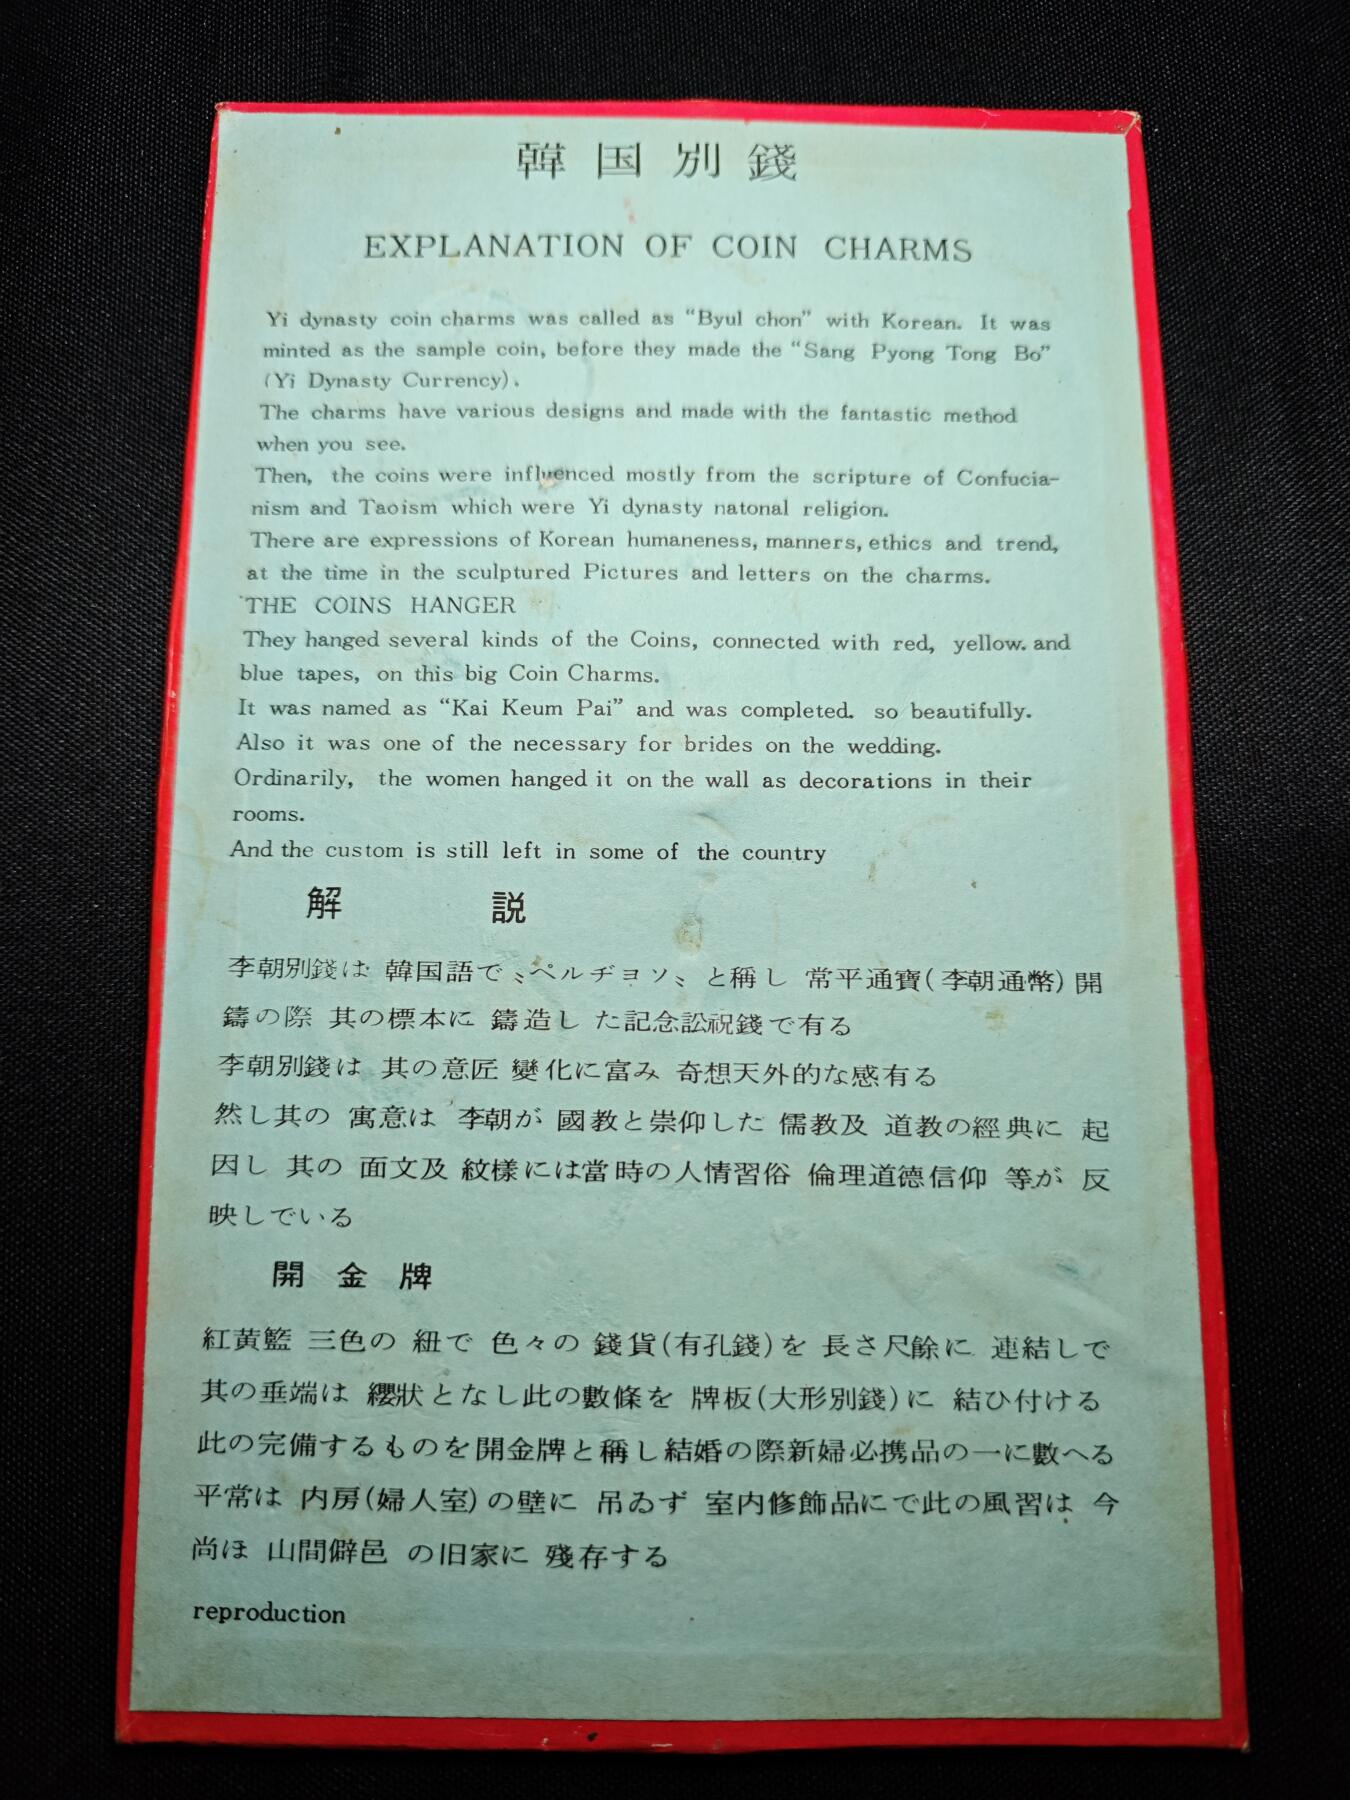 韓国別錢
EXPLANATION OF COIN CHARMS
Yi dynasty coin charms was called as “Byul chon” with Korean. It was
minted as the sample coin, before they made the “Sang Pyong Tong Bo”
(Yi Dynasty Currency).
The charms have various designs and made with the fantastic method
when you see.
Then, the coins were influenced mostly from the scripture of Confucia-
nism and Taoism which were Yi dynasty natonal religion.
There are expressions of Korean humaneness, manners, ethics and trend,
at the time in the sculptured Pictures and letters on the charms.
THE COINS HANGER
They hanged several kinds of the Coins, connected with red, yellow. and
blue tapes, on this big Coin Charms.
It was named as “Kai Keum Pai” and was completed. so beautifully.
Also it was one of the necessary for brides on the wedding.
Ordinarily, the women hanged it on the wall as decorations in their
rooms.
And the custom is still left in some of the country
解説
李朝別錢は 韓国語で〝ペルヂョソ〟と稱し 常平通寶(李朝通幣)開
鑄の際 其の標本に 鑄造し た記念訟祝錢で有る
李朝別錢は 其の意匠 變化に富み 奇想天外的な感有る
然し其の 寓意は 李朝が 國教と崇仰した 儒教及 道教の經典に 起
因し 其の 面文及 紋樣には當時の人情習俗 倫理道德信仰 等が 反
映しでいる
開金牌
紅黄籃 三色の 紐で 色々の 錢貨(有孔錢)を 長さ尺餘に 連結しで
其の垂端は 纓狀となし此の數條を 牌板(大形別錢)に 結ひ付ける
此の完備するものを開金牌と稱し結婚の際新婦必携品の一に數へる
平常は 内房(婦人室)の壁に 吊ゐず 室内修飾品にで此の風習は 今
尚ほ 山間僻邑 の旧家に 殘存する
reproduction